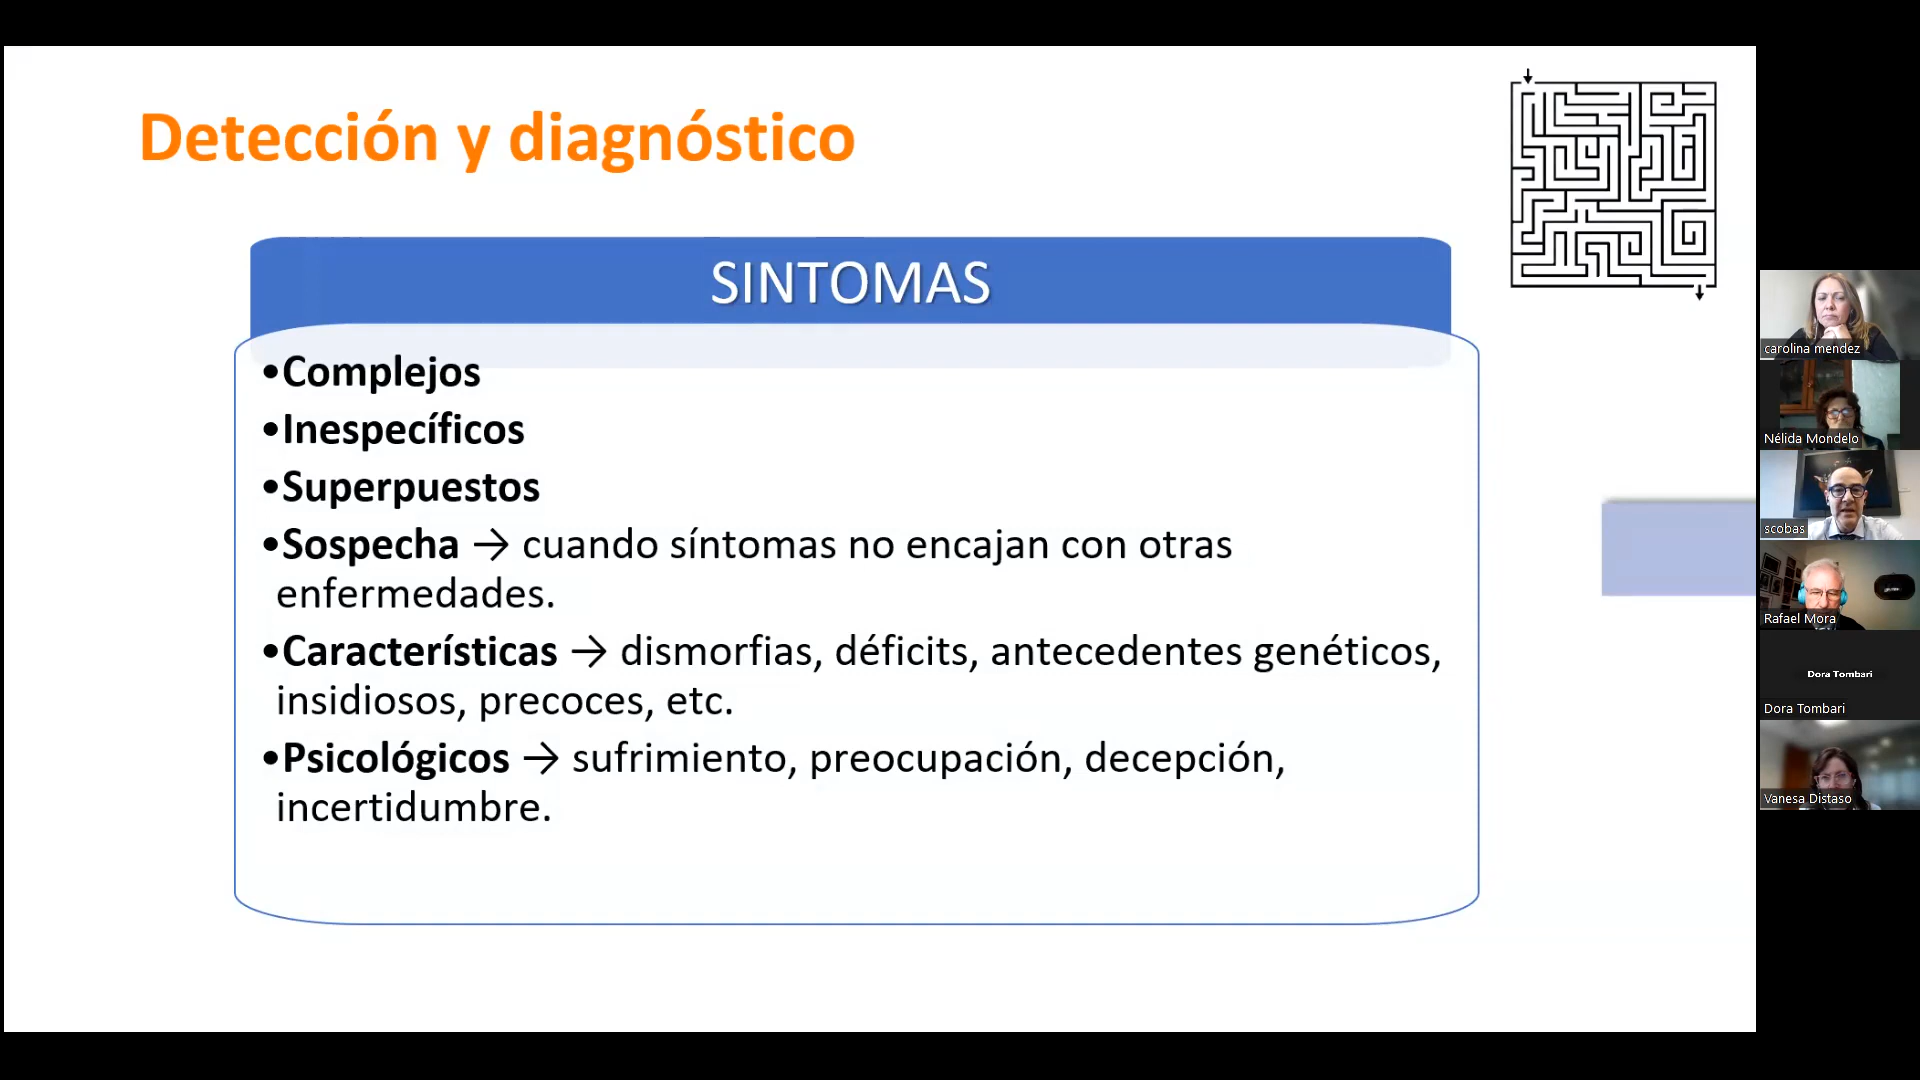 Detección y diagnóstico
SINTOMAS
•Complejos
•Inespecíficos
•Superpuestos
•Sospecha → cuando síntomas no encajan con otras
enfermedades.
•Características → dismorfias, déficits, antecedentes genéticos,
insidiosos, precoces, etc.
•Psicológicos → sufrimiento, preocupación, decepción,
incertidumbre.
carolina mendez
Nélida Mondelo
scobas
Rafael Mora
Dora Tombari
Dora Tombari
Vanesa Distaso